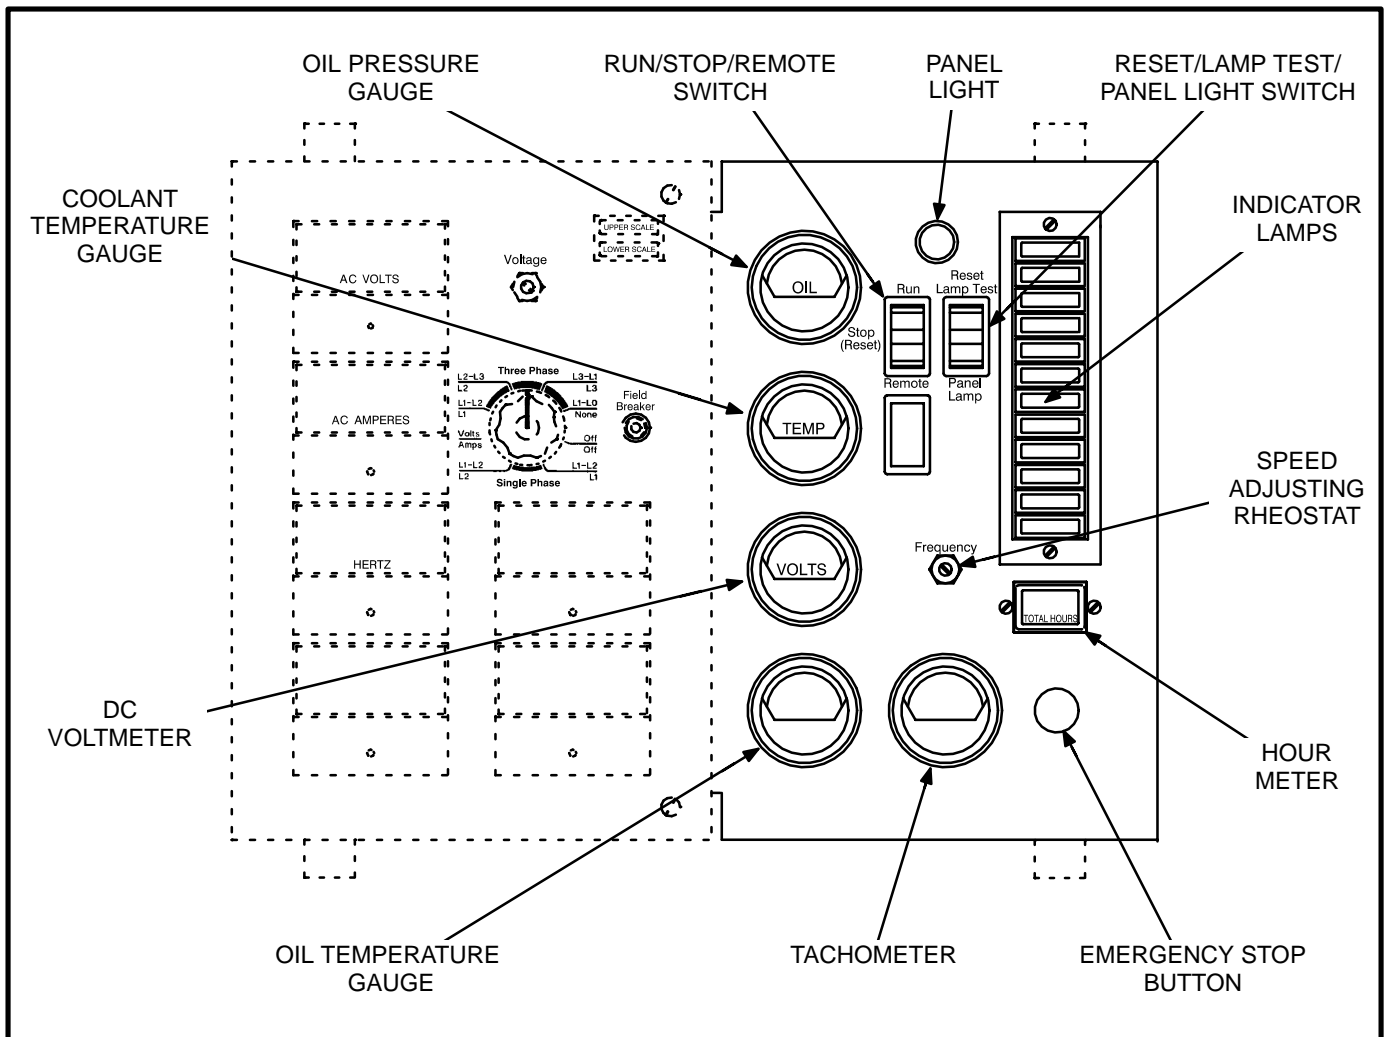 OIL PRESSURE
GAUGE
RUN/STOP/REMOTE
SWITCH
PANEL
LIGHT
RESET/LAMP TEST/
PANEL LIGHT SWITCH
COOLANT
TEMPERATURE
GAUGE
INDICATOR
LAMPS
UPPER SCALE
LOWER SCALE
AC VOLTS
Voltage
OIL
Run
Stop
(Reset)
Remote
Reset
Lamp Test
Panel
Lamp
Three Phase
L2–L3
L2
L3–L1
L3
L1–L2
L1
L1–L0
None
Volts
Amps
Off
Off
L1–L2
L2
L1–L2
L1
Single Phase
Field
Breaker
AC AMPERES
TEMP
SPEED
ADJUSTING
RHEOSTAT
HERTZ
VOLTS
Frequency
TOTAL HOURS
DC
VOLTMETER
HOUR
METER
OIL TEMPERATURE
GAUGE
TACHOMETER
EMERGENCY STOP
BUTTON